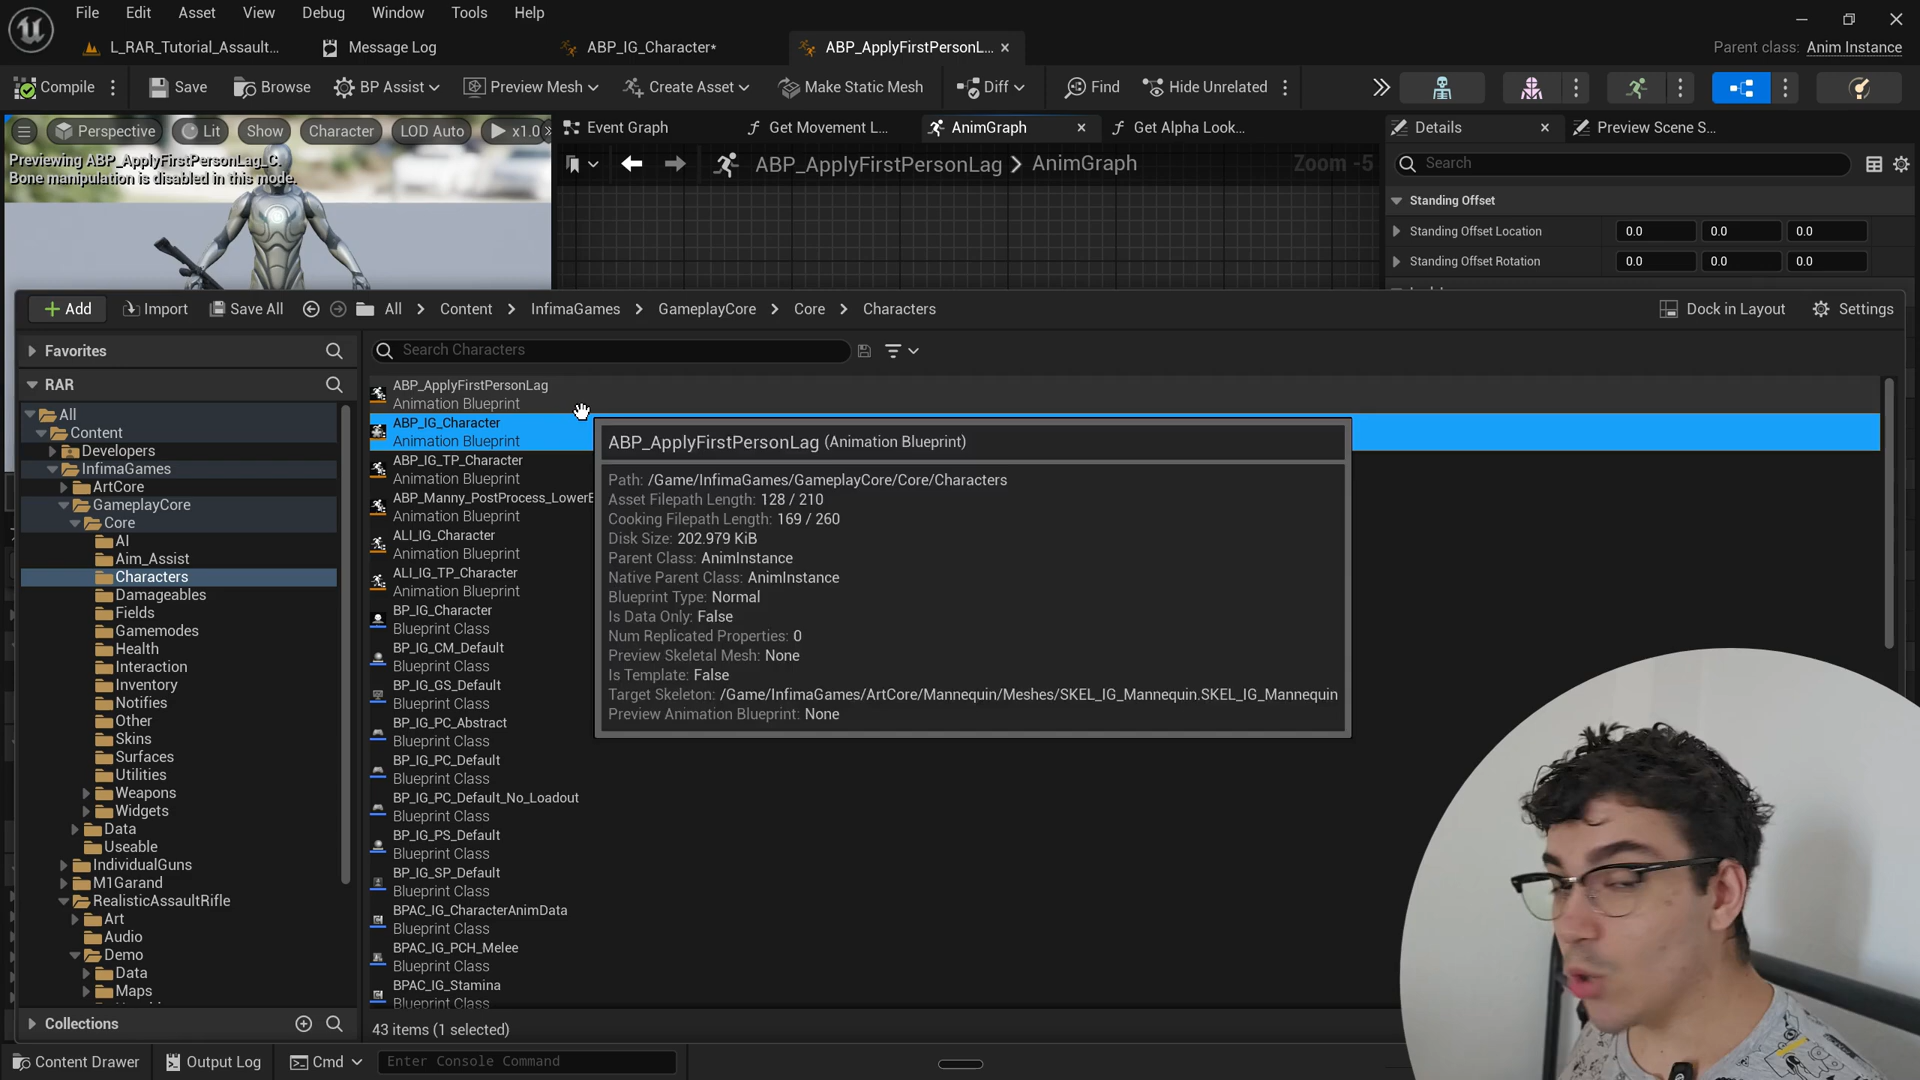 File Edit Asset View Debug Window Tools Help
L_RAR_Tutorial_Assault... Message Log ABP_IG_Character* ABP_ApplyFirstPersonL... Parent class: Anim Instance
Compile Save Browse BP Assist Preview Mesh Create Asset Make Static Mesh Diff Find Hide Unrelated
Perspective Lit Show Character LOD Auto x1.0 Event Graph Get Movement L... AnimGraph Get Alpha Look... Details Preview Scene S...
Previewing ABP_ApplyFirstPersonLag_C.
Bone manipulation is disabled in this mode.
ABP_ApplyFirstPersonLag > AnimGraph Zoom -5 Search
Standing Offset
Standing Offset Location 0.0 0.0 0.0
Standing Offset Rotation 0.0 0.0 0.0
Add Import Save All All > Content > InfimaGames > GameplayCore > Core > Characters Dock in Layout Settings
Favorites
Search Characters
RAR
All
Content
Developers
InfimaGames
ArtCore
GameplayCore
Core
AI
Aim_Assist
Characters
Damageables
Fields
Gamemodes
Health
Interaction
Inventory
Notifies
Other
Skins
Surfaces
Utilities
Weapons
Widgets
Data
Useable
IndividualGuns
M1Garand
RealisticAssaultRifle
Art
Audio
Demo
Data
Maps
Collections
ABP_ApplyFirstPersonLag
Animation Blueprint
ABP_IG_Character
Animation Blueprint
ABP_IG_TP_Character
Animation Blueprint
ABP_Manny_PostProcess_LowerB
Animation Blueprint
ALI_IG_Character
Animation Blueprint
ALI_IG_TP_Character
Animation Blueprint
BP_IG_Character
Blueprint Class
BP_IG_CM_Default
Blueprint Class
BP_IG_GS_Default
Blueprint Class
BP_IG_PC_Abstract
Blueprint Class
BP_IG_PC_Default
Blueprint Class
BP_IG_PC_Default_No_Loadout
Blueprint Class
BP_IG_PS_Default
Blueprint Class
BP_IG_SP_Default
Blueprint Class
BPAC_IG_CharacterAnimData
Blueprint Class
BPAC_IG_PCH_Melee
Blueprint Class
BPAC_IG_Stamina
Blueprint Class
43 items (1 selected)
ABP_ApplyFirstPersonLag (Animation Blueprint)
Path: /Game/InfimaGames/GameplayCore/Core/Characters
Asset Filepath Length: 128 / 210
Cooking Filepath Length: 169 / 260
Disk Size: 202.979 KiB
Parent Class: AnimInstance
Native Parent Class: AnimInstance
Blueprint Type: Normal
Is Data Only: False
Num Replicated Properties: 0
Preview Skeletal Mesh: None
Is Template: False
Target Skeleton: /Game/InfimaGames/ArtCore/Mannequin/Meshes/SKEL_IG_Mannequin.SKEL_IG_Mannequin
Preview Animation Blueprint: None
Content Drawer Output Log Cmd Enter Console Command